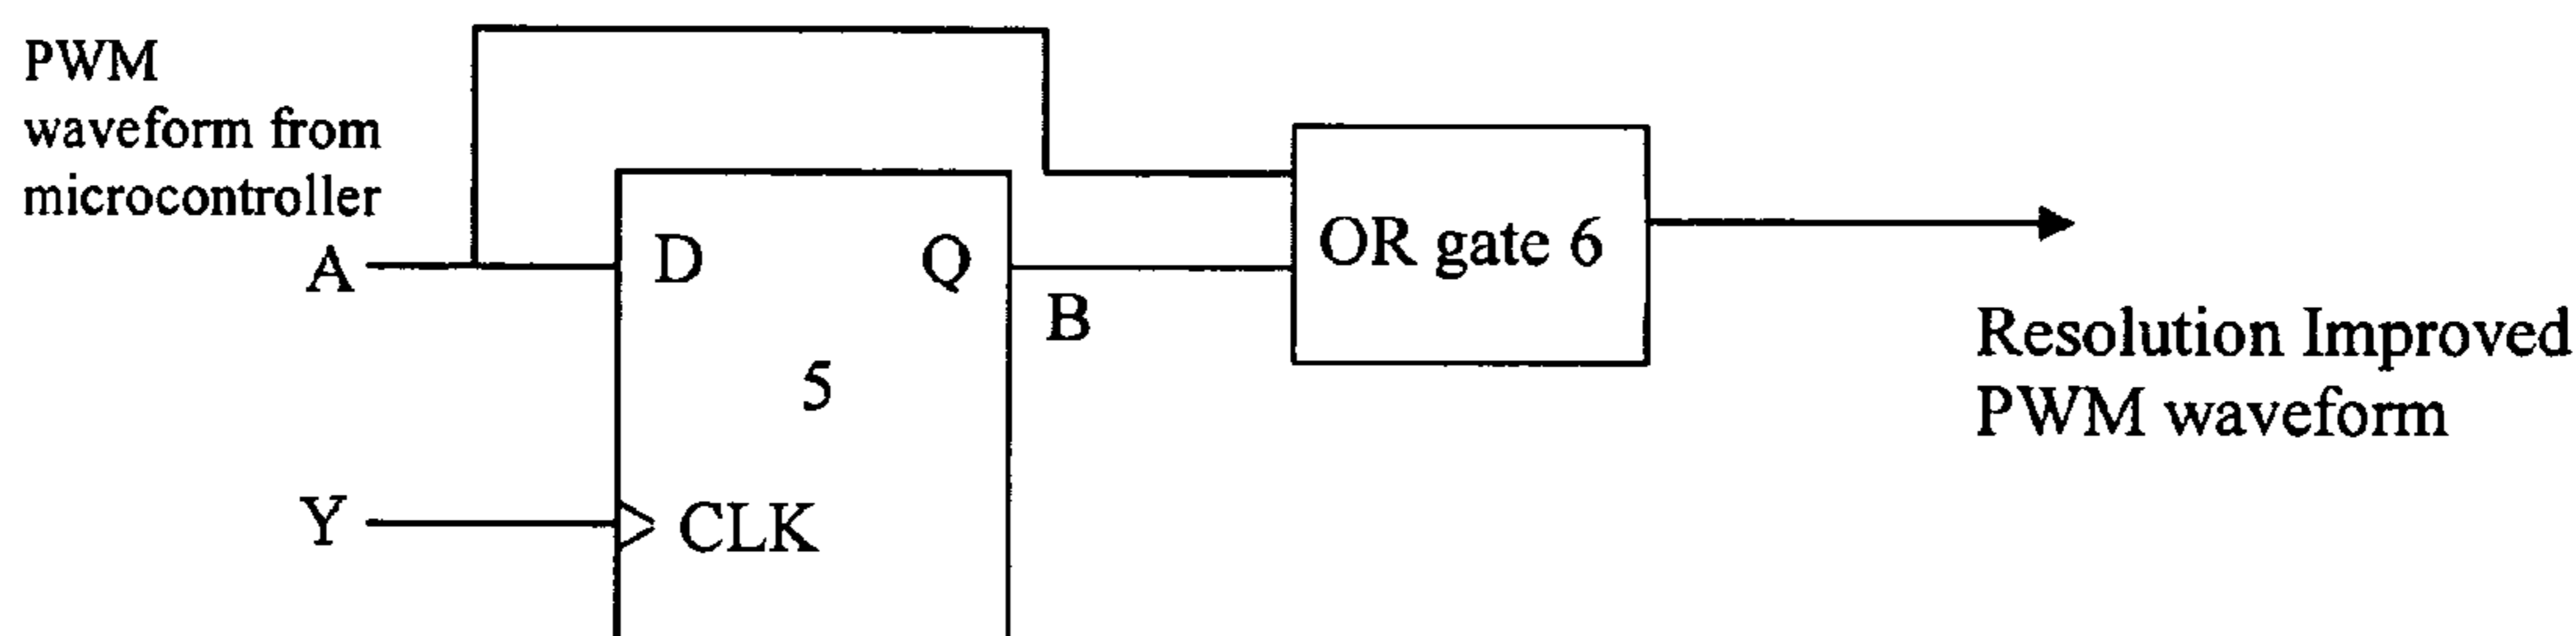 PWM
waveform from
microcontroller
A
D
Q
B
5
Y
CLK
OR gate 6
Resolution Improved
PWM waveform